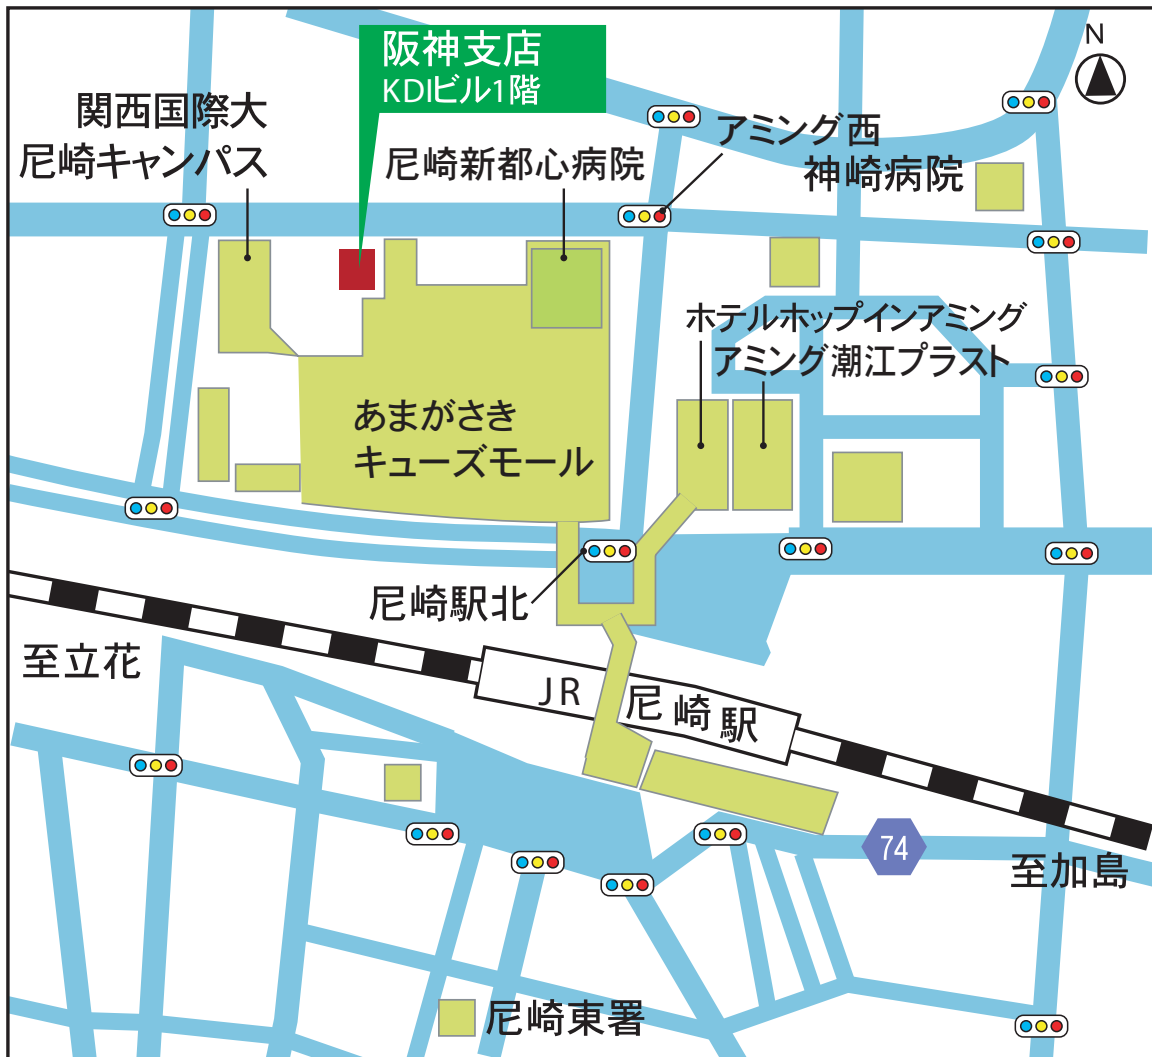 阪神支店
KDIビル1階
N
関西国際大
尼崎キャンパス
尼崎新都心病院
アミング西
神崎病院
ホテルホップインアミング
アミング潮江プラスト
あまがさき
キューズモール
尼崎駅北
至立花
JR 尼崎駅
74
至加島
尼崎東署